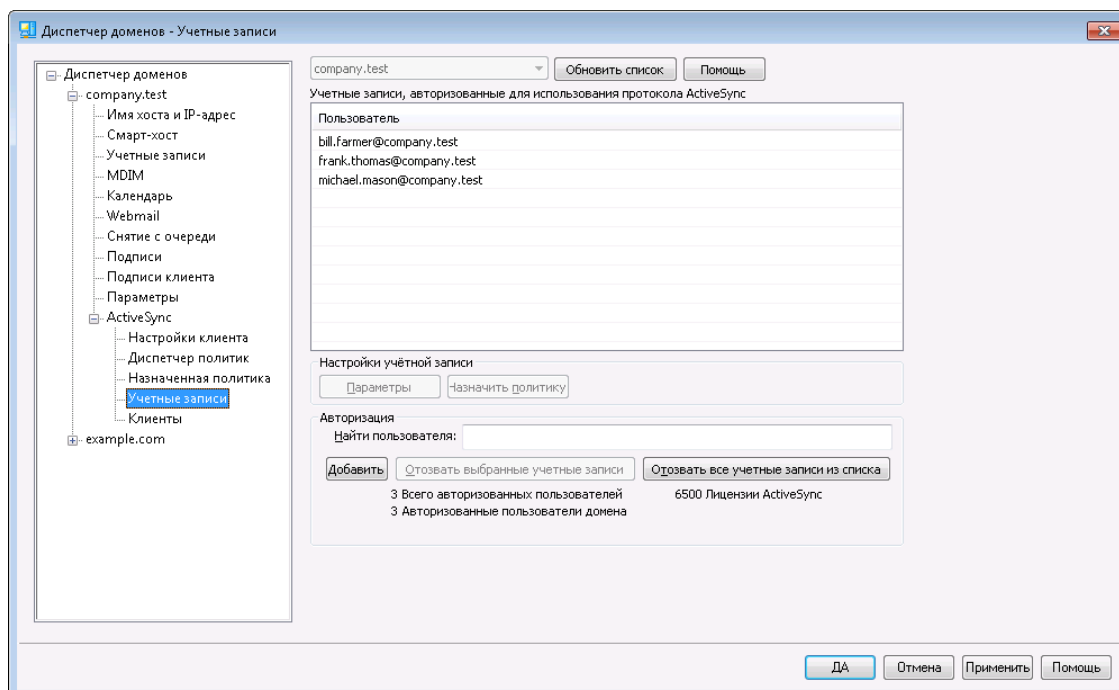 Диспетчер доменов - Учетные записи
Диспетчер доменов
company.test
Имя хоста и IP-адрес
Смарт-хост
Учетные записи
MDIM
Календарь
Webmail
Снятие с очереди
Подписи
Подписи клиента
Параметры
ActiveSync
Настройки клиента
Диспетчер политик
Назначенная политика
Учетные записи
Клиенты
example.com
company.test Обновить список Помощь
Учетные записи, авторизованные для использования протокола ActiveSync
Пользователь
bill.farmer@company.test
frank.thomas@company.test
michael.mason@company.test
Настройки учётной записи
Параметры Назначить политику
Авторизация
Найти пользователя:
Добавить Отозвать выбранные учетные записи Отозвать все учетные записи из списка
3 Всего авторизованных пользователей 6500 Лицензии ActiveSync
3 Авторизованные пользователи домена
ДА Отмена Применить Помощь